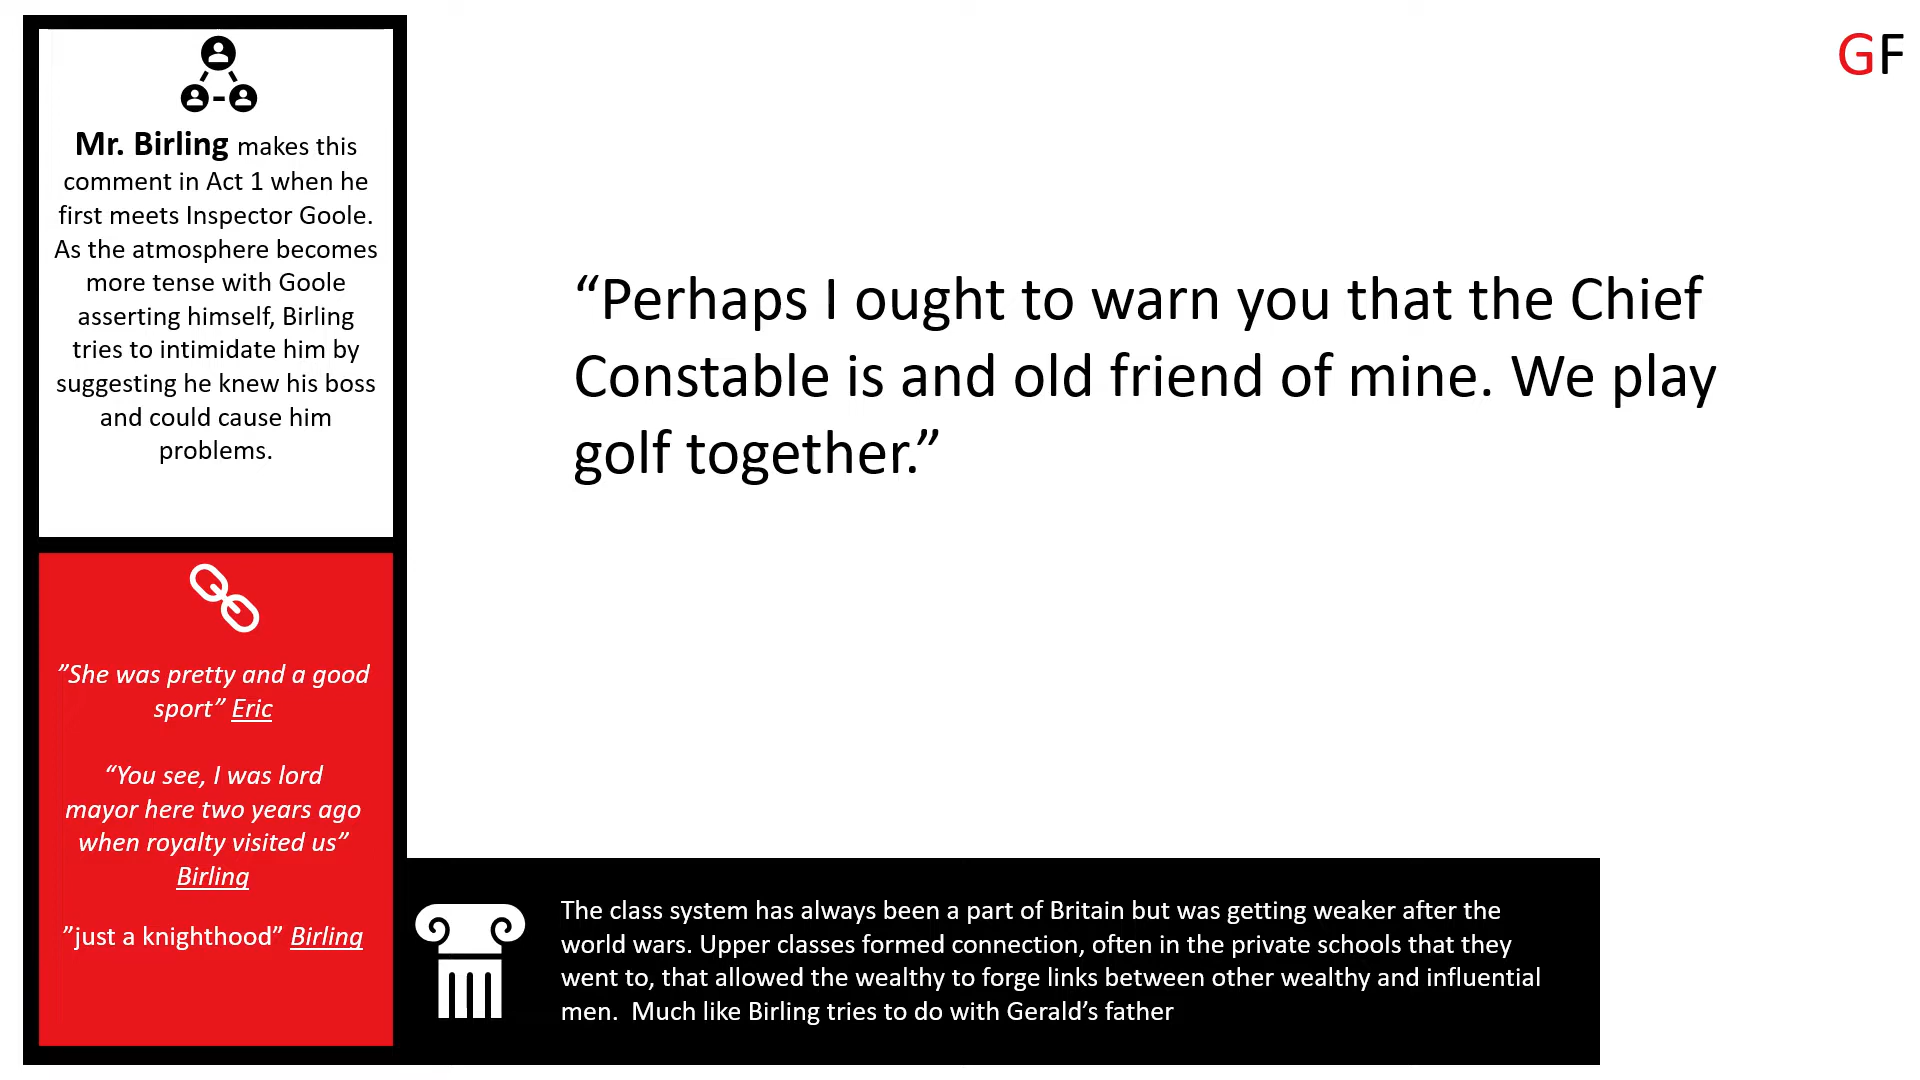 Mr. Birling makes this
comment in Act 1 when he
first meets Inspector Goole.
As the atmosphere becomes
more tense with Goole
asserting himself, Birling
tries to intimidate him by
suggesting he knew his boss
and could cause him
problems.
”She was pretty and a good
sport” Eric
“You see, I was lord
mayor here two years ago
when royalty visited us”
Birling
”just a knighthood” Birling
GF
“Perhaps I ought to warn you that the Chief
Constable is and old friend of mine. We play
golf together.”
The class system has always been a part of Britain but was getting weaker after the
world wars. Upper classes formed connection, often in the private schools that they
went to, that allowed the wealthy to forge links between other wealthy and influential
men.  Much like Birling tries to do with Gerald’s father